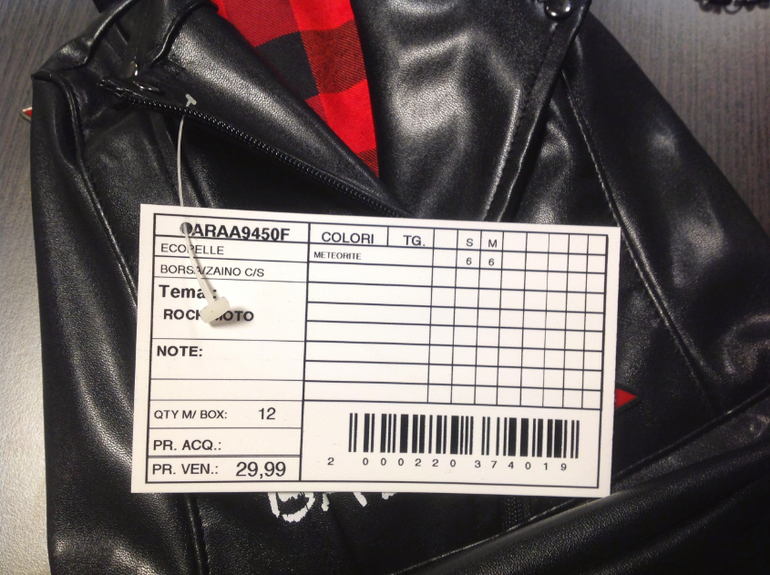 ARAA9450F
ECOPELLE
BORSA/ZAINO C/S
Tema:
ROCK MOTO
NOTE:
QTY M/ BOX: 12
PR. ACQ.:
PR. VEN.: 29,99
COLORI TG. S M
METEORITE 6 6
2 000220 374019